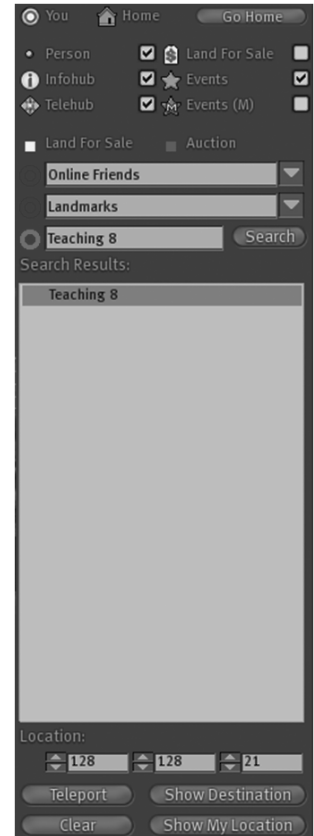 You Home Go Home
Person Land For Sale
Infohub Events
Telehub Events (M)
Land For Sale Auction
Online Friends
Landmarks
Teaching 8 Search
Search Results:
Teaching 8
Location:
128 128 21
Teleport Show Destination
Clear Show My Location